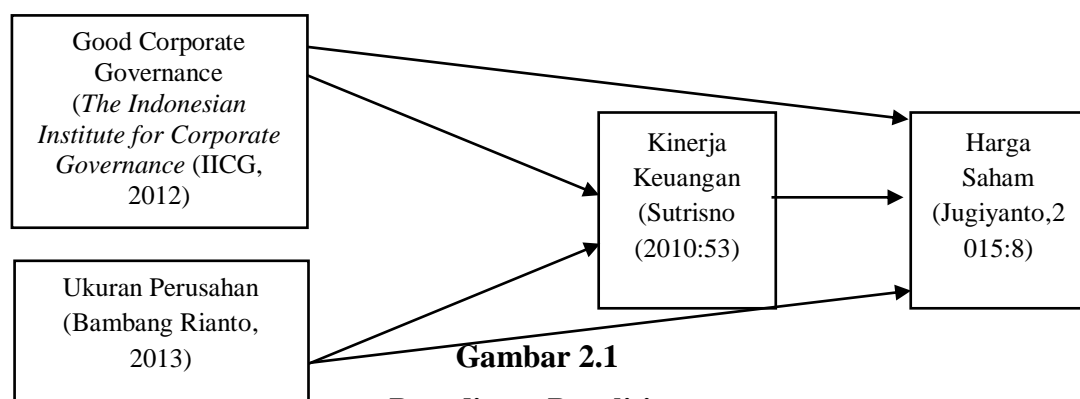 Good Corporate
Governance
(The Indonesian
Institute for Corporate
Governance (IICG,
2012)
Ukuran Perusahan
(Bambang Rianto,
2013)
Kinerja
Keuangan
(Sutrisno
(2010:53)
Harga
Saham
(Jugiyanto,2
015:8)
Gambar 2.1